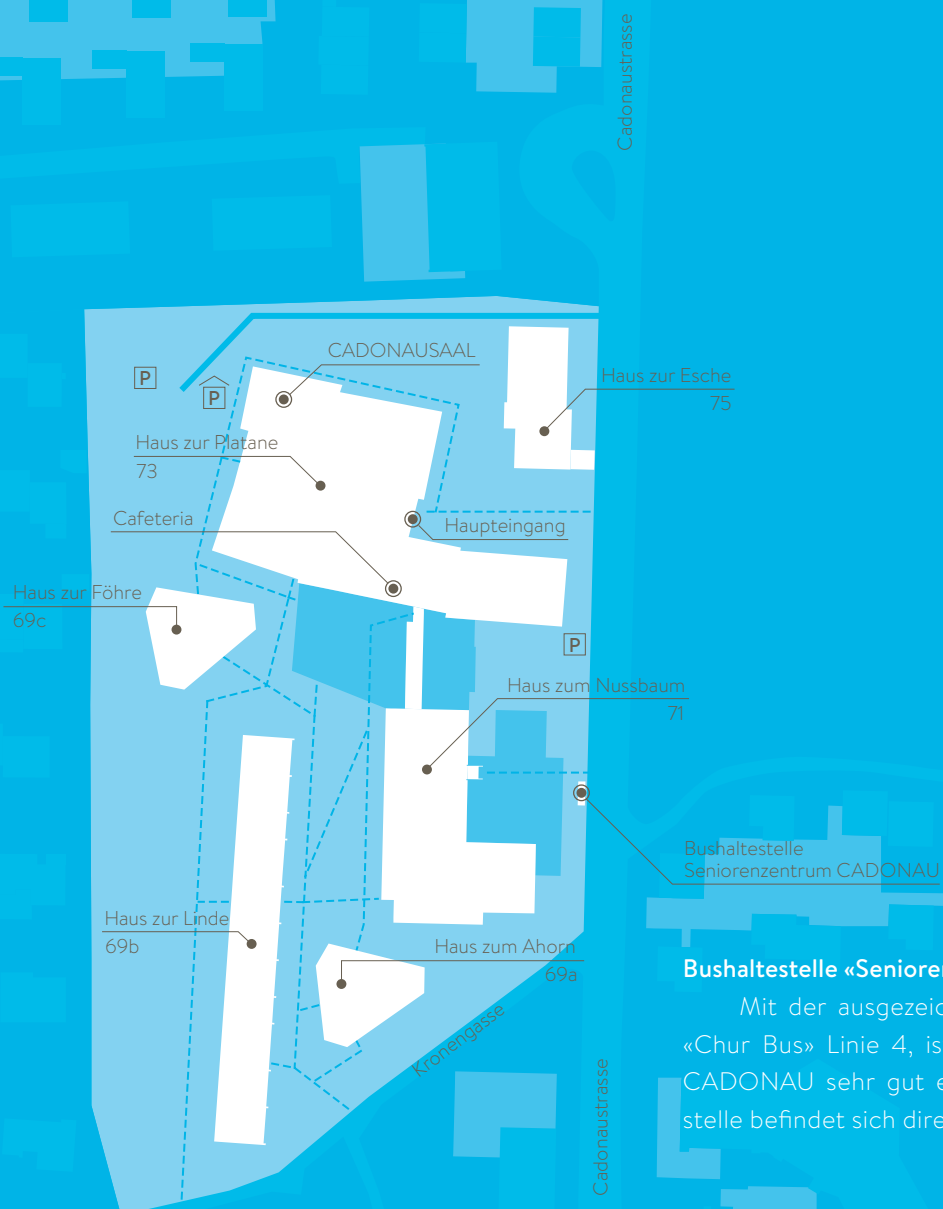 Cadonaustrasse
CADONAUSAAL
P
P
Haus zur Esche
75
Haus zur Platane
73
Cafeteria
Haupteingang
Haus zur Föhre
69c
P
Haus zum Nussbaum
71
Bushaltestelle
Seniorenzentrum CADONAU
Haus zur Linde
69b
Haus zum Ahorn
69a
Kronengasse
Cadonaustrasse
Bushaltestelle «Senioren
Mit der ausgezeic
«Chur Bus» Linie 4, is
CADONAU sehr gut e
stelle befindet sich dire